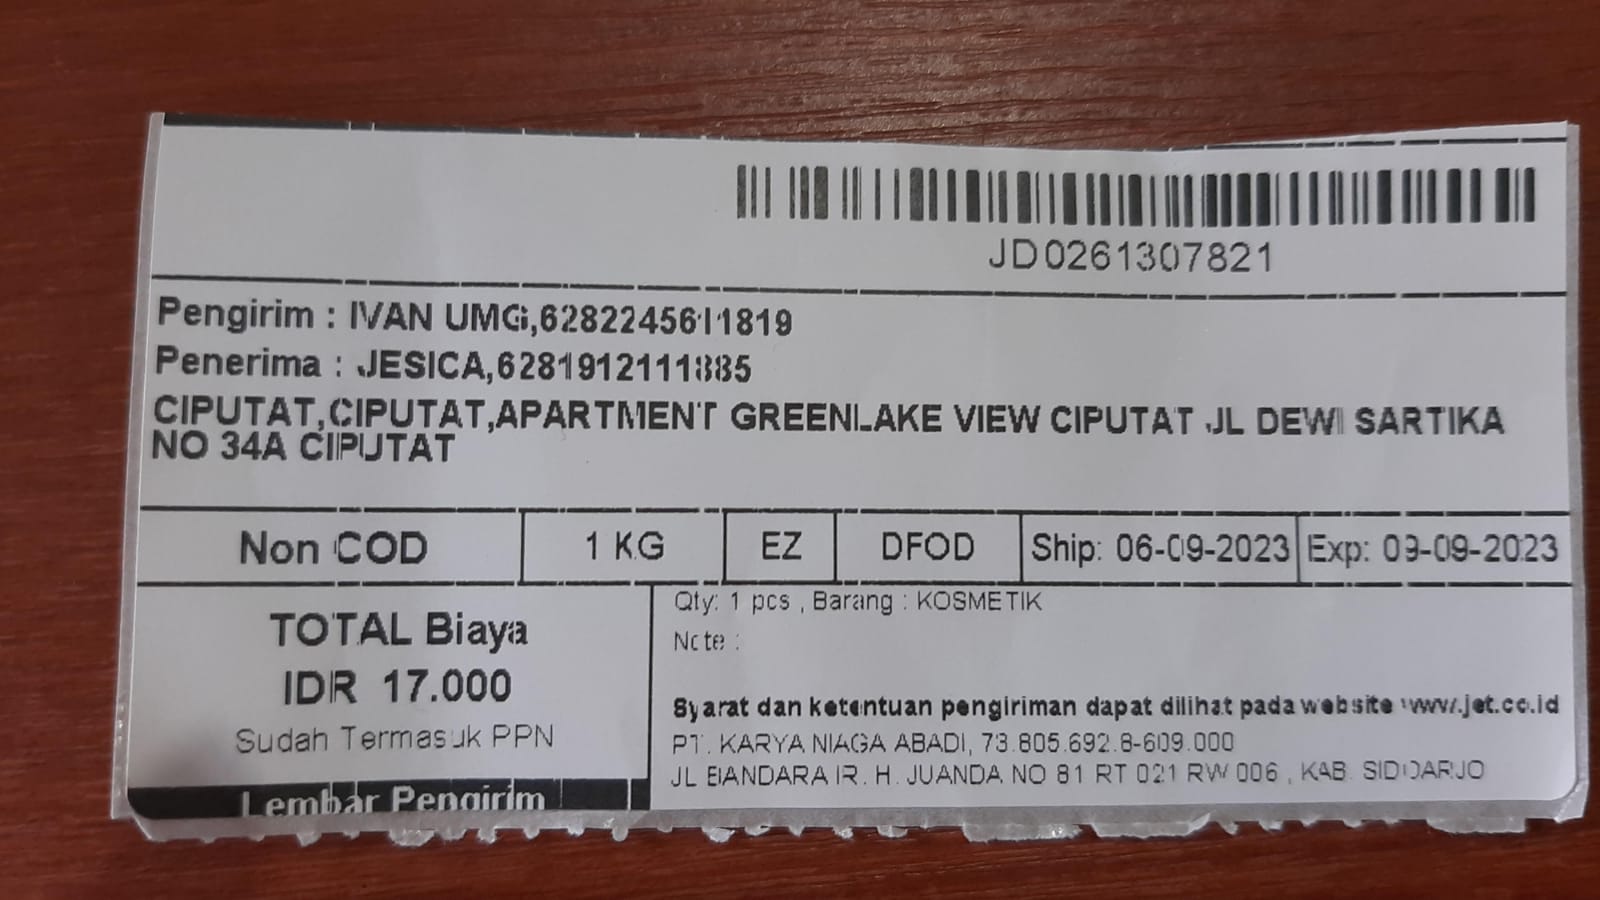 JD0261307821
Pengirim : IVAN UMG,6282245611819
Penerima : JESICA,6281912111885
CIPUTAT,CIPUTAT,APARTMENT GREENLAKE VIEW CIPUTAT JL DEWI SARTIKA
NO 34A CIPUTAT
Non COD 1 KG EZ DFOD Ship: 06-09-2023 Exp: 09-09-2023
TOTAL Biaya
IDR 17.000
Sudah Termasuk PPN
Lembar Pengirim
Qty: 1 pcs , Barang : KOSMETIK
Note :
Syarat dan ketentuan pengiriman dapat dilihat pada website www.jet.co.id
PT. KARYA NIAGA ABADI, 73.805.692.8-609.000
JL BANDARA IR. H. JUANDA NO 81 RT 021 RW 006 , KAB. SIDOARJO